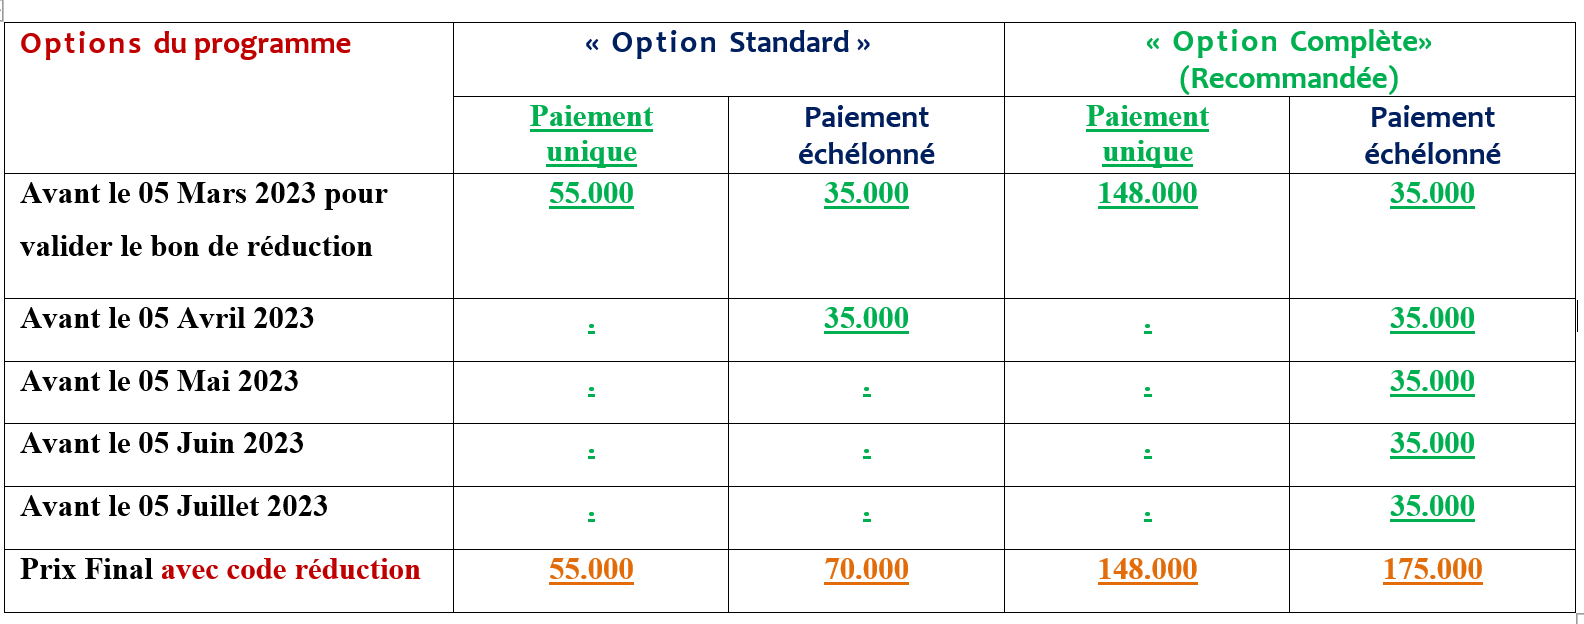 Options du programme
« Option Standard »
« Option Complète»
(Recommandée)
Paiement
unique
Paiement
échélonné
Paiement
unique
Paiement
échélonné
Avant le 05 Mars 2023 pour
valider le bon de réduction
55.000
35.000
148.000
35.000
Avant le 05 Avril 2023
.
35.000
.
35.000
Avant le 05 Mai 2023
.
.
.
35.000
Avant le 05 Juin 2023
.
.
.
35.000
Avant le 05 Juillet 2023
.
.
.
35.000
Prix Final avec code réduction
55.000
70.000
148.000
175.000